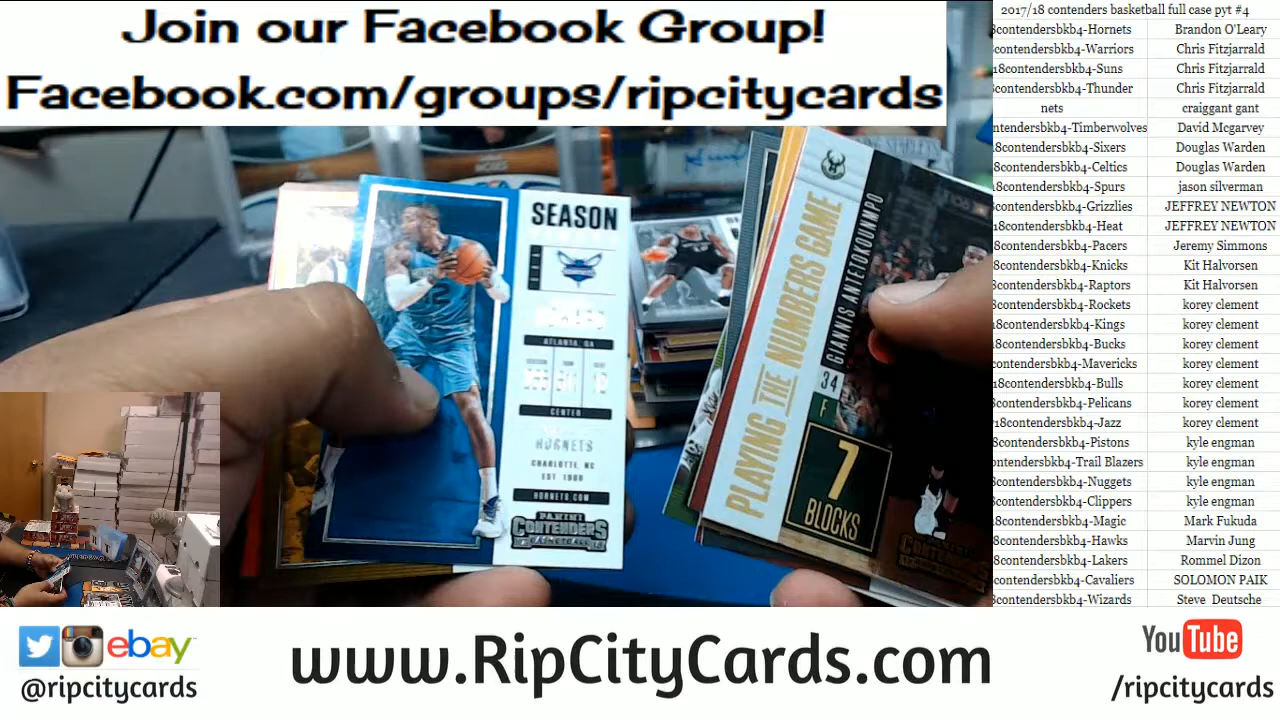 Join our Facebook Group!
Facebook.com/groups/ripcitycards
2017/18 contenders basketball full case pyt #4
8contendersbkb4-Hornets Brandon O'Leary
contendersbkb4-Warriors Chris Fitzjarrald
18contendersbkb4-Suns Chris Fitzjarrald
8contendersbkb4-Thunder Chris Fitzjarrald
nets craiggant gant
ntendersbkb4-Timberwolves David Mcgarvey
18contendersbkb4-Sixers Douglas Warden
8contendersbkb4-Celtics Douglas Warden
18contendersbkb4-Spurs jason silverman
8contendersbkb4-Grizzlies JEFFREY NEWTON
18contendersbkb4-Heat JEFFREY NEWTON
8contendersbkb4-Pacers Jeremy Simmons
8contendersbkb4-Knicks Kit Halvorsen
8contendersbkb4-Raptors Kit Halvorsen
8contendersbkb4-Rockets korey clement
18contendersbkb4-Kings korey clement
8contendersbkb4-Bucks korey clement
contendersbkb4-Mavericks korey clement
18contendersbkb4-Bulls korey clement
8contendersbkb4-Pelicans korey clement
'18contendersbkb4-Jazz korey clement
8contendersbkb4-Pistons kyle engman
ontendersbkb4-Trail Blazers kyle engman
8contendersbkb4-Nuggets kyle engman
8contendersbkb4-Clippers kyle engman
18contendersbkb4-Magic Mark Fukuda
8contendersbkb4-Hawks Marvin Jung
8contendersbkb4-Lakers Rommel Dizon
contendersbkb4-Cavaliers SOLOMON PAIK
8contendersbkb4-Wizards Steve Deutsche
SEASON
ATLANTA, GA
12
CENTER
HORNETS
CHARLOTTE, NC
EST 1988
HORNETS.COM
PANINI
CONTENDERS
BASKETBALL
PLAYING THE NUMBERS GAME
GIANNIS ANTETOKOUNMPO
34
F
7
BLOCKS
ebay
@ripcitycards
www.RipCityCards.com
YouTube
/ripcitycards